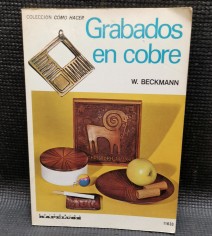 COLECCION COMO HACER
Grabados
en cobre
W. BECKMANN